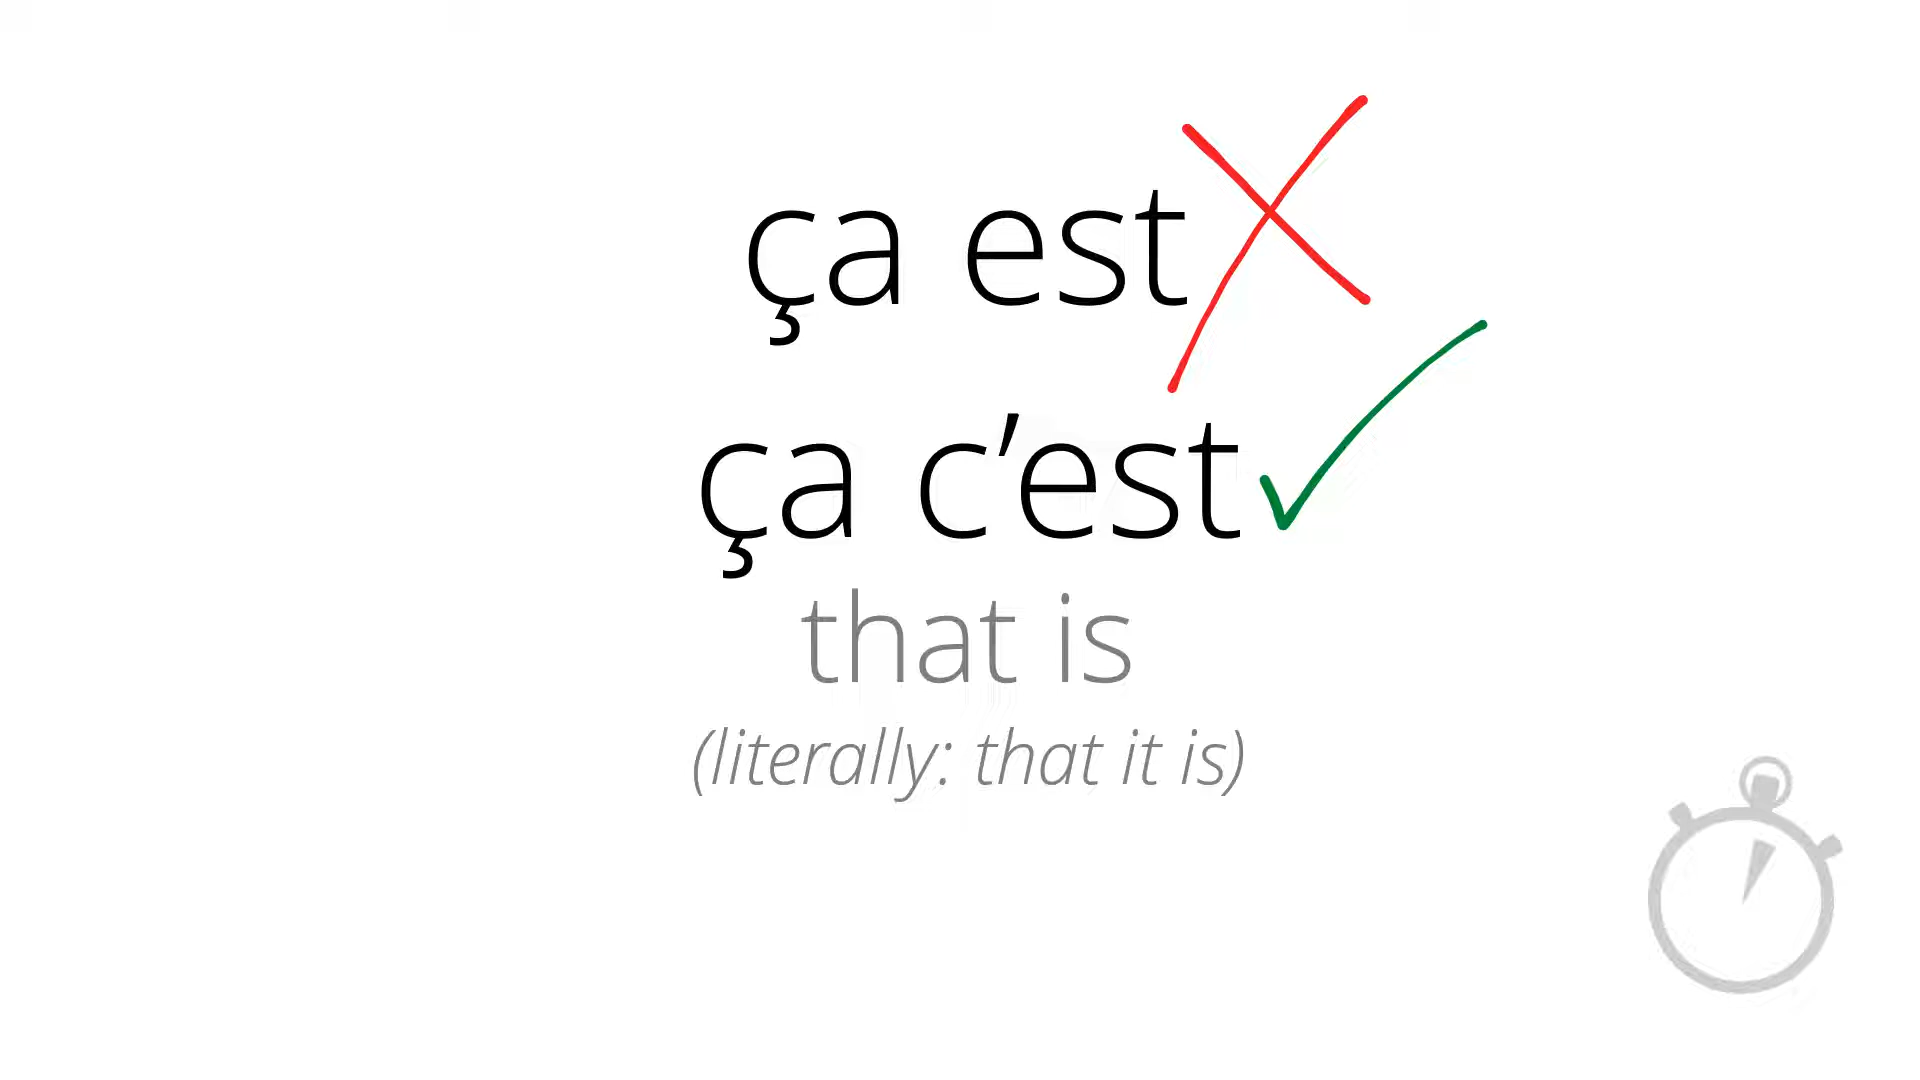 ça est
ça c’est
that is
(literally: that it is)